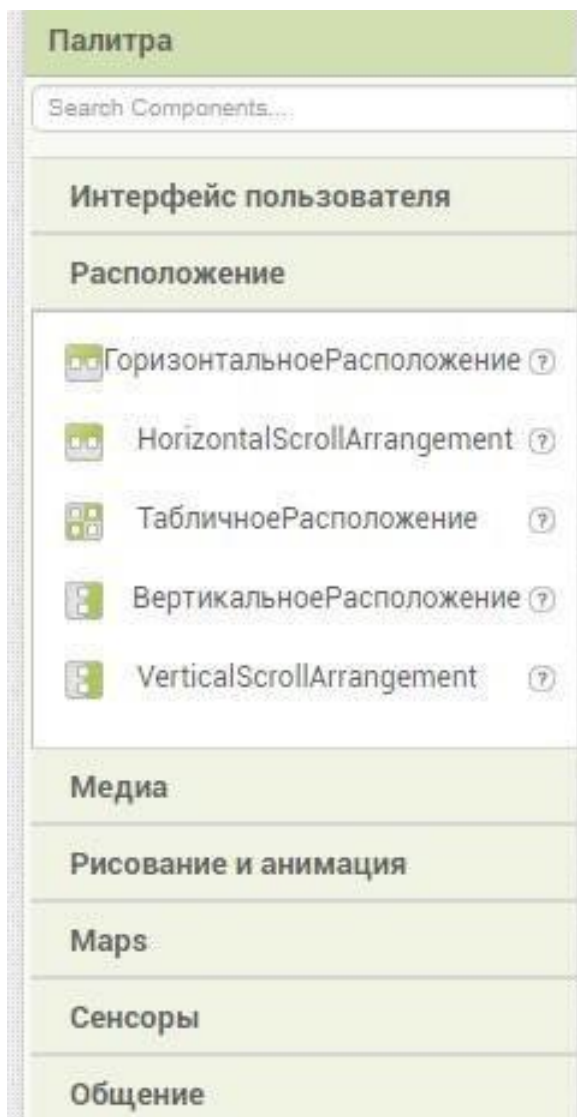 Палитра
Search Components...
Интерфейс пользователя
Расположение
ГоризонтальноеРасположение ?
HorizontalScrollArrangement ?
ТабличноеРасположение ?
ВертикальноеРасположение ?
VerticalScrollArrangement ?
Медиа
Рисование и анимация
Maps
Сенсоры
Общение